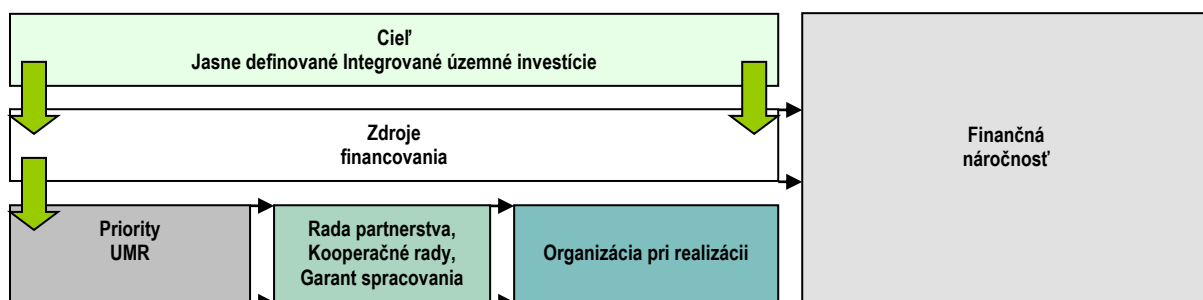 Cieľ
Jasne definované Integrované územné investície
Zdroje
financovania
Finančná
náročnosť
Priority
UMR
Rada partnerstva,
Kooperačné rady,
Garant spracovania
Organizácia pri realizácii